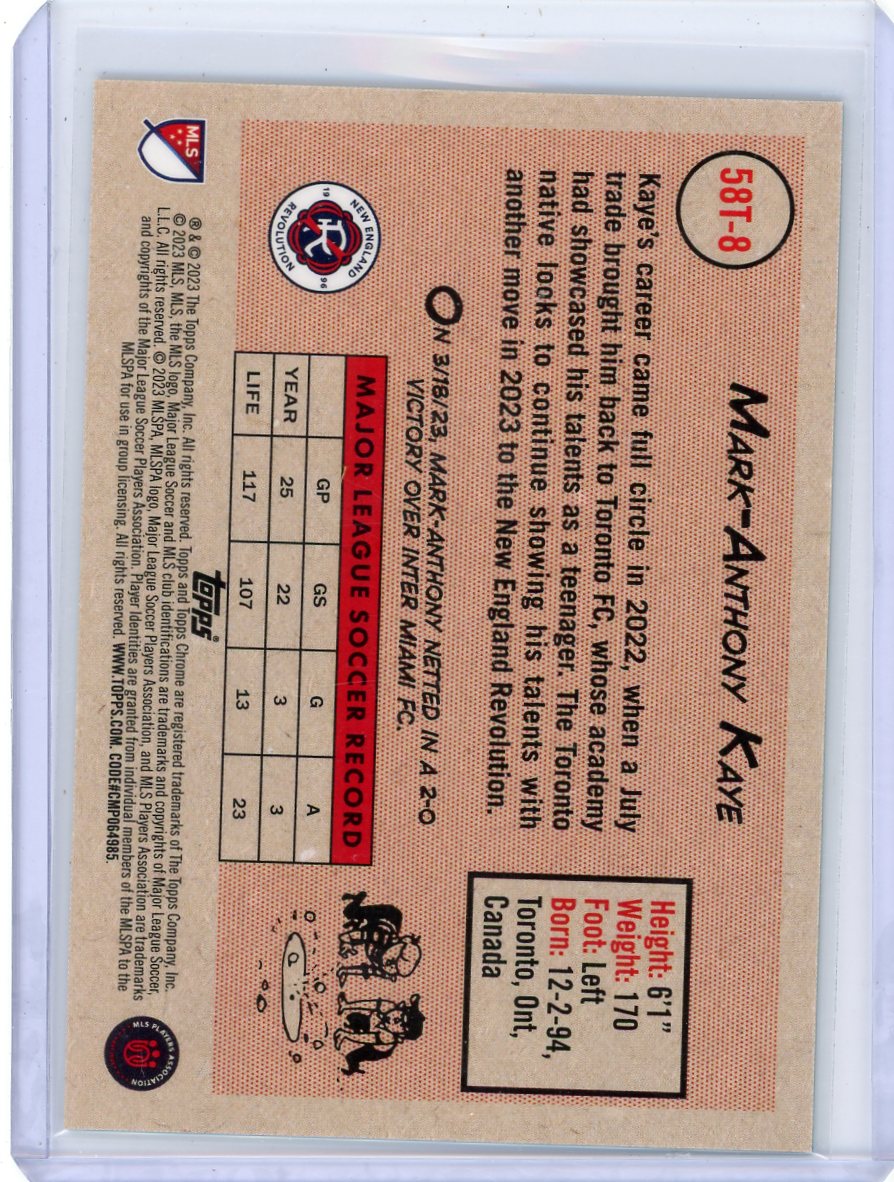 58T-8
MARK-ANTHONY KAYE
Kaye's career came full circle in 2022, when a July
trade brought him back to Toronto FC, whose academy
had showcased his talents as a teenager. The Toronto
native looks to continue showing his talents with
another move in 2023 to the New England Revolution.
Height: 6'1"
Weight: 170
Foot: Left
Born: 12-2-94,
Toronto, Ont,
Canada
ON 3/18/23, MARK-ANTHONY NETTED IN A 2-0
VICTORY OVER INTER MIAMI FC.
NEW ENGLAND
19 96
REVOLUTION
MAJOR LEAGUE SOCCER RECORD
GP GS G A
YEAR 25 22 3 3
LIFE 117 107 13 23
topps®
MLS
® & © 2023 The Topps Company, Inc. All rights reserved. Topps and Topps Chrome are registered trademarks of The Topps Company, Inc.
© 2023 MLS, MLS, the MLS logo, Major League Soccer and MLS club identifications are trademarks and copyrights of Major League Soccer,
L.L.C. All rights reserved. © 2023 MLSPA, MLSPA logo, Major League Soccer Players Association, and MLS Players Association are trademarks
and copyrights of the Major League Soccer Players Association. Player Identities are granted from individual members of the MLSPA to the
MLSPA for use in group licensing. All rights reserved. WWW.TOPPS.COM. CODE#CMP064985.
MLS PLAYERS ASSOCIATION